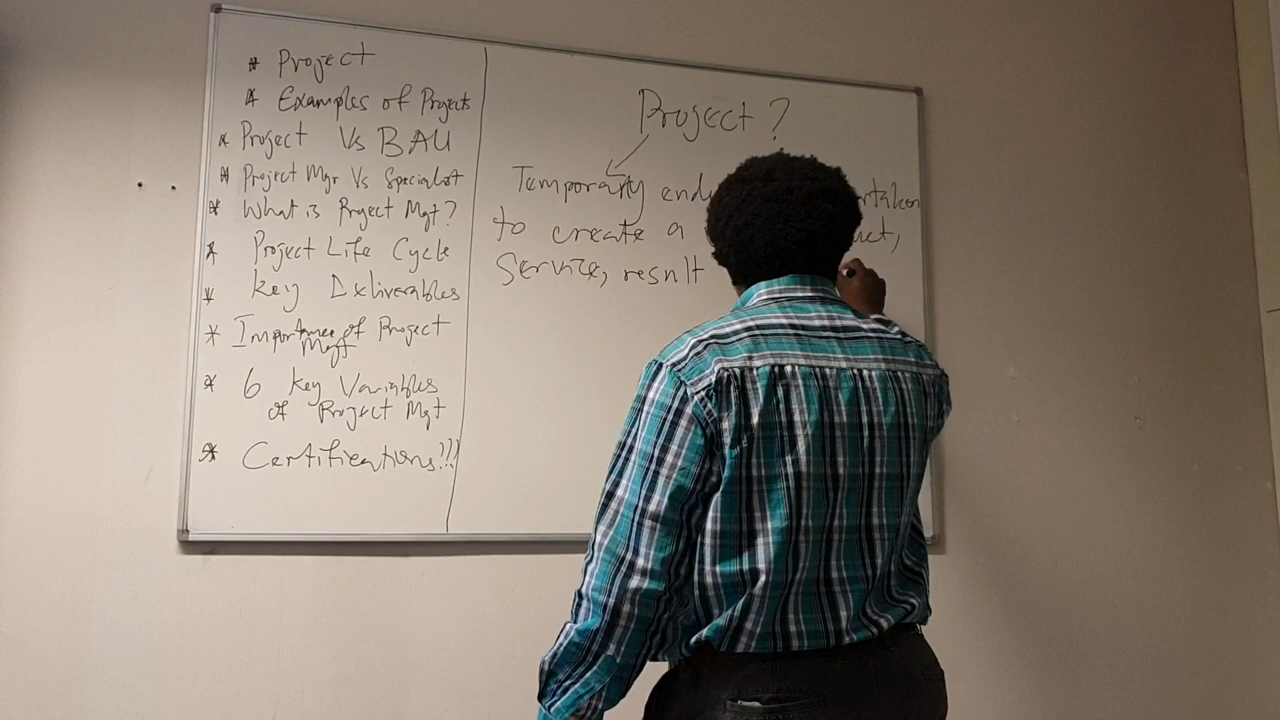 * Project
* Examples of Projects
* Project Vs BAU
* Project Mgr Vs Specialist
* What is Project Mgt?
* Project Life Cycle
* Key Deliverables
* Importance of Project
Mgt
* 6 Key Variables
of Project Mgt
* Certifications!!!
Project?
Temporary
to create a
Service, result